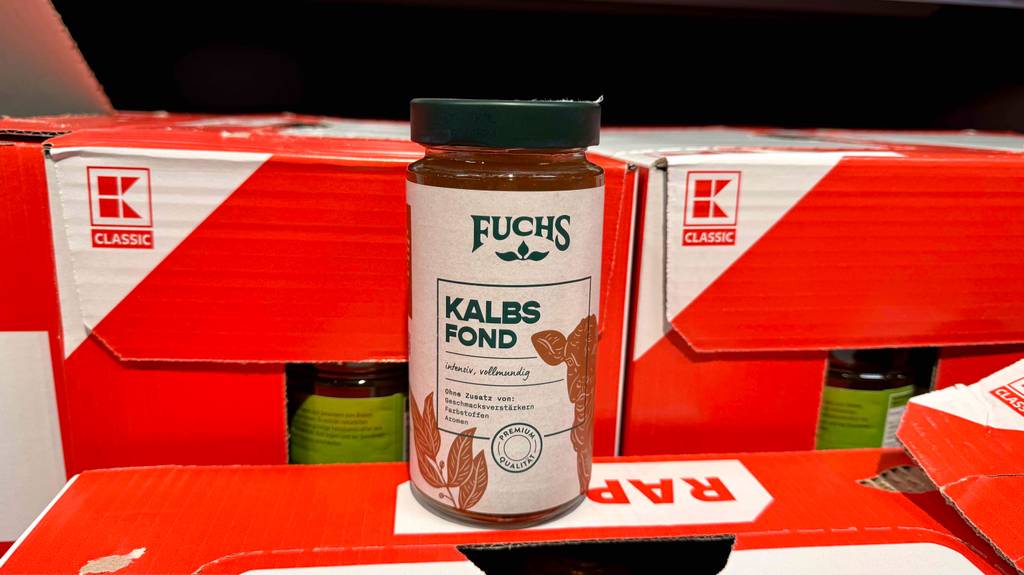 K
CLASSIC
FUCHS
KALBS
FOND
intensiv, vollmundig
Ohne Zusatz von:
Geschmacksverstärkern
Farbstoffen
Aromen
PREMIUM
QUALITÄT
K
CLASSIC
RAP